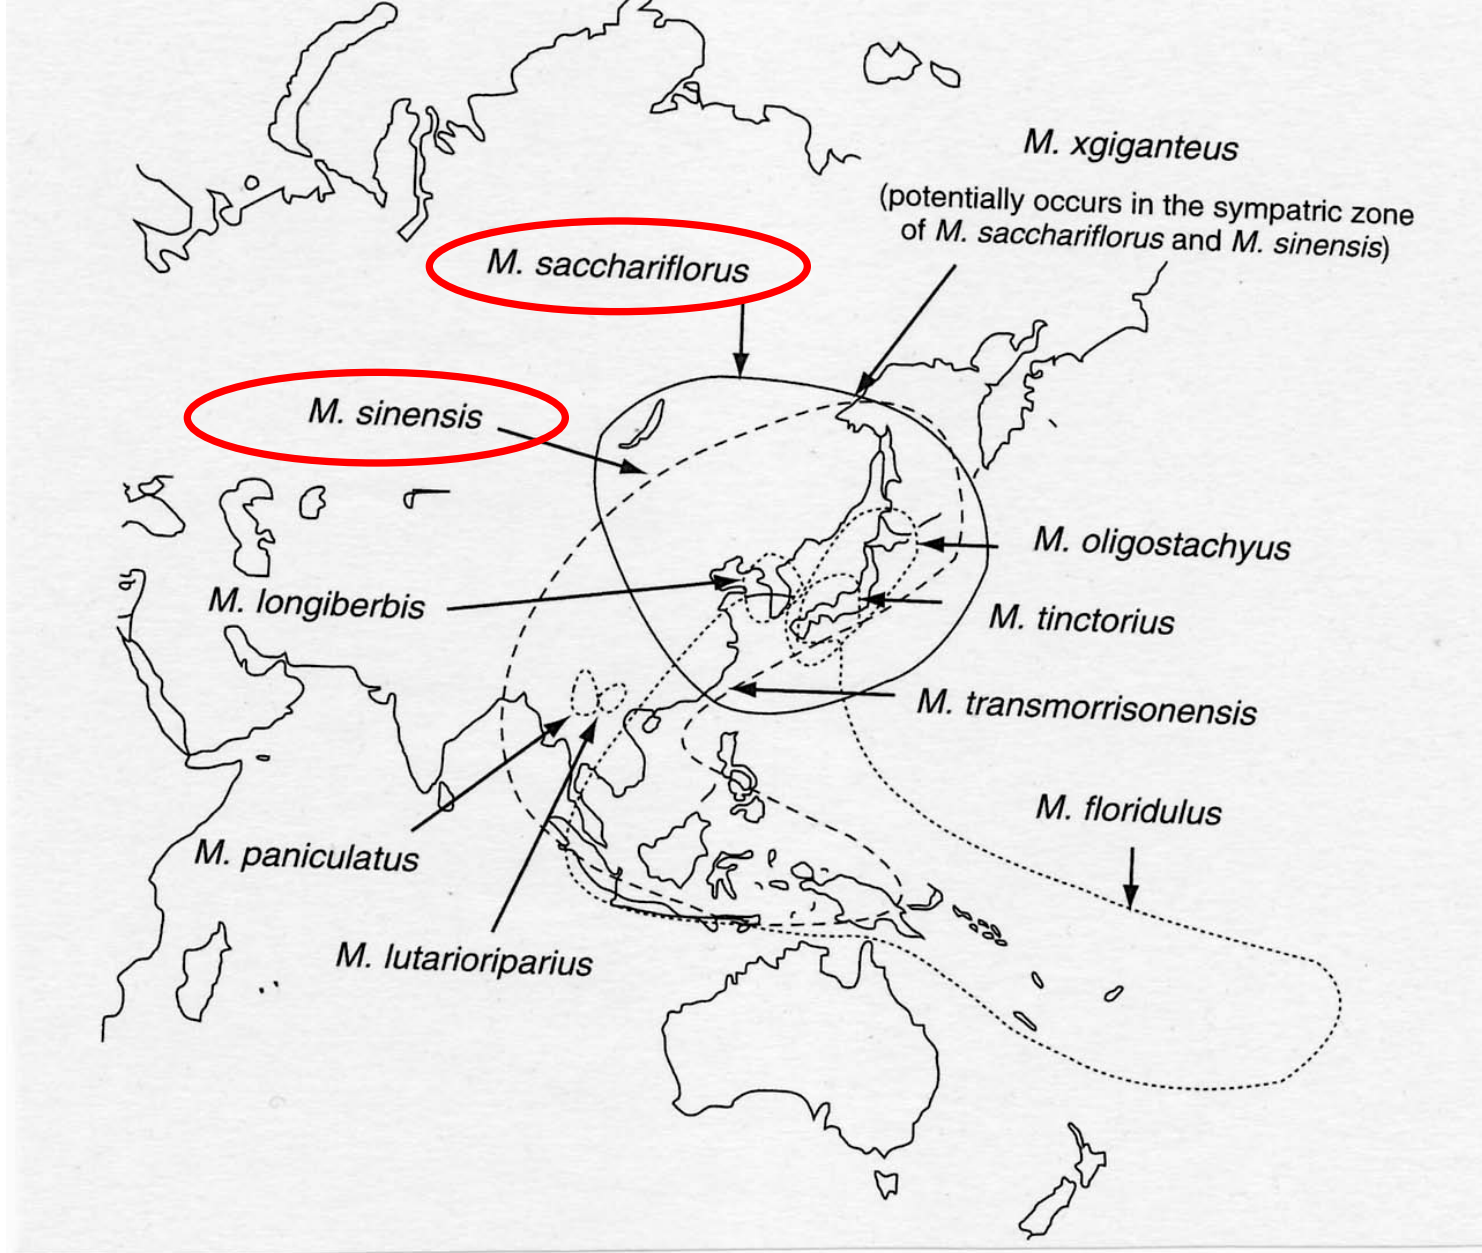 M. xgiganteus
(potentially occurs in the sympatric zone
of M. sacchariflorus and M. sinensis)
M. sacchariflorus
M. sinensis
M. oligostachyus
M. longiberbis
M. tinctorius
M. transmorrisonensis
M. floridulus
M. paniculatus
M. lutarioriparius